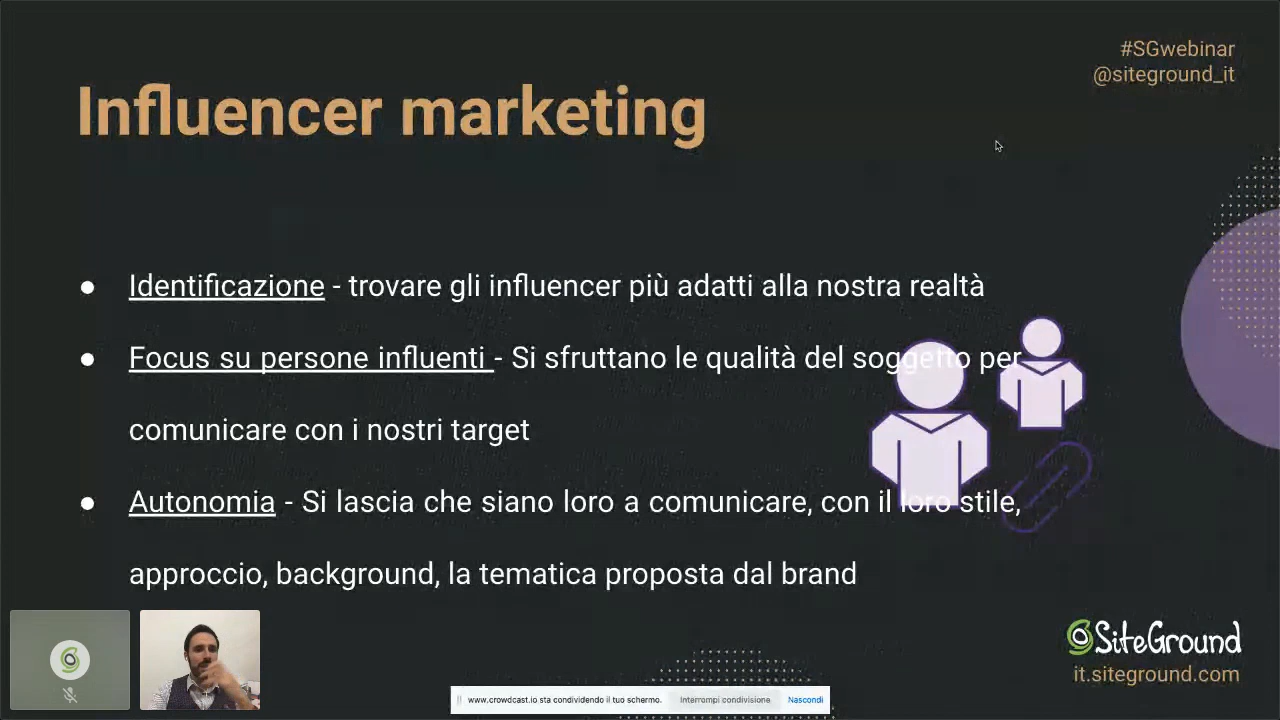 #SGwebinar
@siteground_it
Influencer marketing
● Identificazione - trovare gli influencer più adatti alla nostra realtà
● Focus su persone influenti - Si sfruttano le qualità del soggetto per
comunicare con i nostri target
● Autonomia - Si lascia che siano loro a comunicare, con il loro stile,
approccio, background, la tematica proposta dal brand
SiteGround
it.siteground.com
www.crowdcast.io sta condividendo il tuo schermo. Interrompi condivisione Nascondi